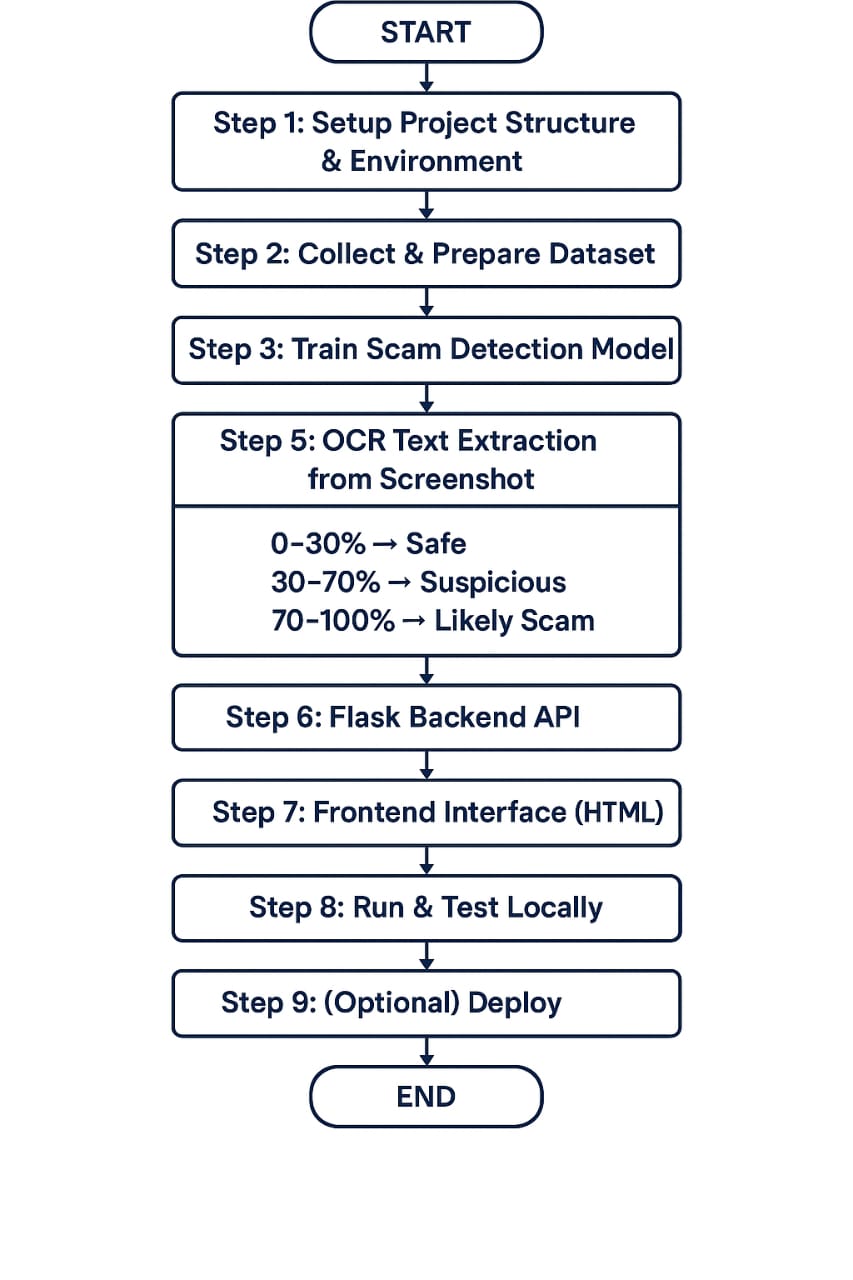 START
Step 1: Setup Project Structure
& Environment
Step 2: Collect & Prepare Dataset
Step 3: Train Scam Detection Model
Step 5: OCR Text Extraction
from Screenshot
0–30% → Safe
30–70% → Suspicious
70–100% → Likely Scam
Step 6: Flask Backend API
Step 7: Frontend Interface (HTML)
Step 8: Run & Test Locally
Step 9: (Optional) Deploy
END